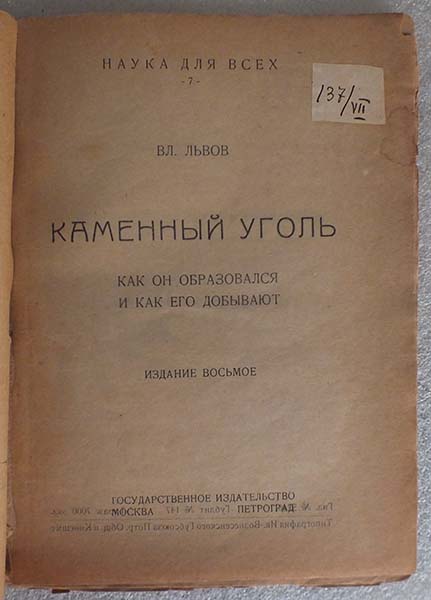 НАУКА ДЛЯ ВСЕХ
- 7 -
137/VII
ВЛ. ЛЬВОВ
КАМЕННЫЙ УГОЛЬ
КАК ОН ОБРАЗОВАЛСЯ
И КАК ЕГО ДОБЫВАЮТ
ИЗДАНИЕ ВОСЬМОЕ
ГОСУДАРСТВЕННОЕ ИЗДАТЕЛЬСТВО
МОСКВА ПЕТРОГРАД